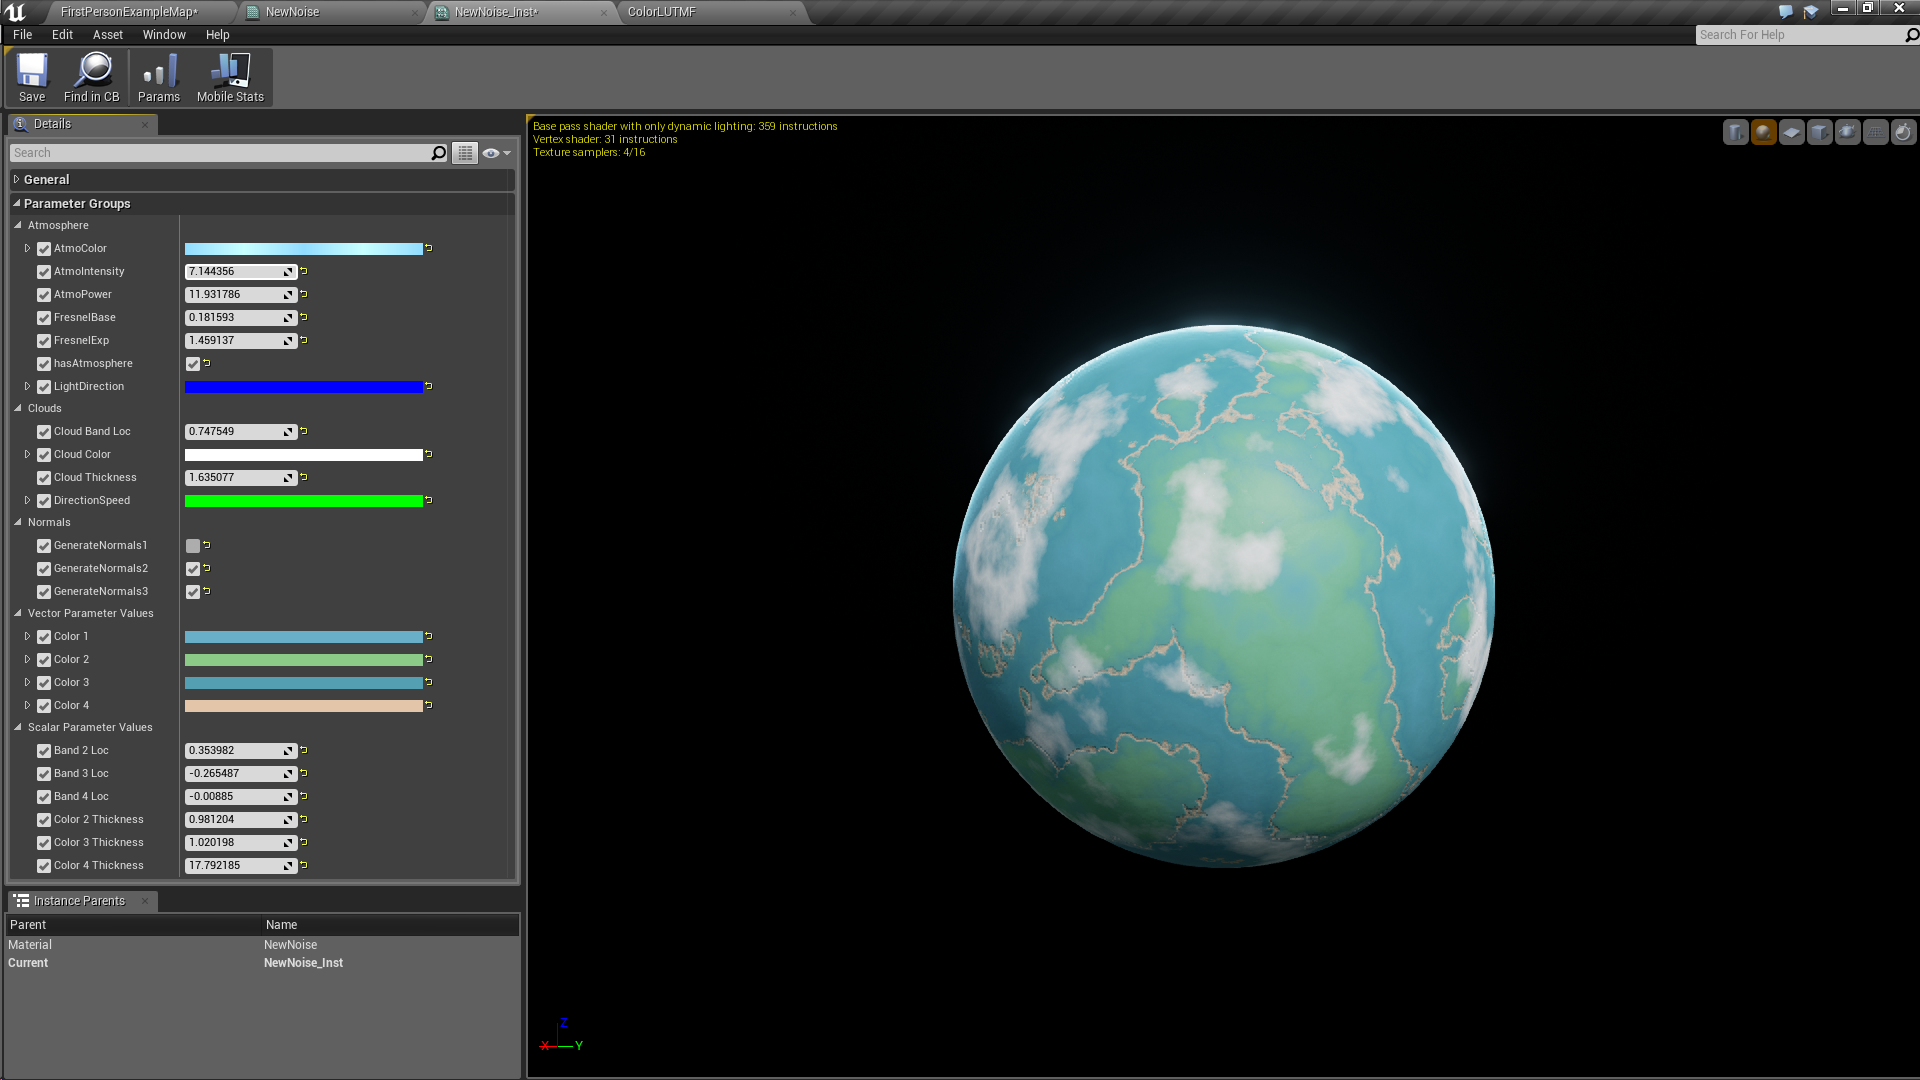 FirstPersonExampleMap*
NewNoise
NewNoise_Inst*
ColorLUTMF
File Edit Asset Window Help
Search For Help
Save
Find in CB
Params
Mobile Stats
Details
Search
General
Parameter Groups
Atmosphere
AtmoColor
AtmoIntensity 7.144356
AtmoPower 11.931786
FresnelBase 0.181593
FresnelExp 1.459137
hasAtmosphere
LightDirection
Clouds
Cloud Band Loc 0.747549
Cloud Color
Cloud Thickness 1.635077
DirectionSpeed
Normals
GenerateNormals1
GenerateNormals2
GenerateNormals3
Vector Parameter Values
Color 1
Color 2
Color 3
Color 4
Scalar Parameter Values
Band 2 Loc 0.353982
Band 3 Loc -0.265487
Band 4 Loc -0.00885
Color 2 Thickness 0.981204
Color 3 Thickness 1.020198
Color 4 Thickness 17.792185
Instance Parents
Parent Name
Material NewNoise
Current NewNoise_Inst
Base pass shader with only dynamic lighting: 359 instructions
Vertex shader: 31 instructions
Texture samplers: 4/16
Z
X
Y